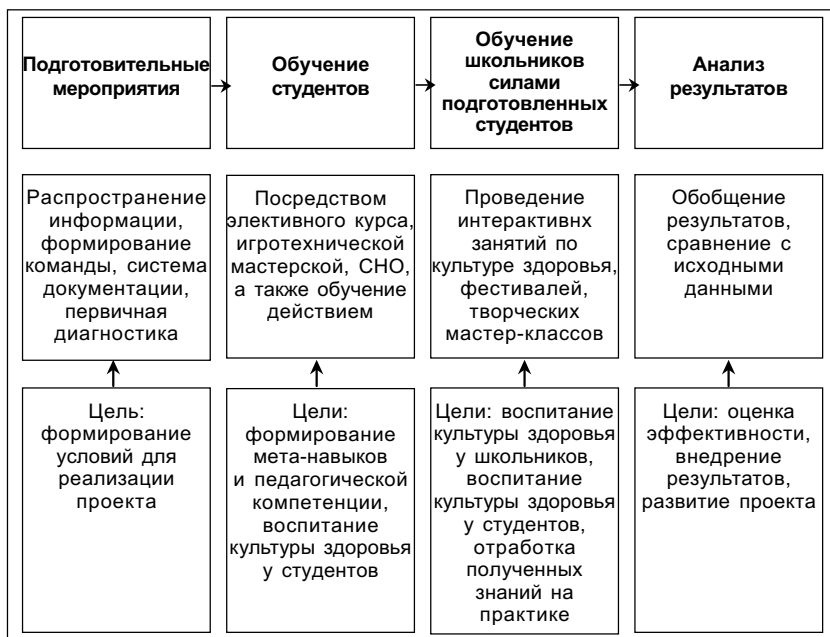 Подготовительные
мероприятия
Обучение
студентов
Обучение
школьников
силами
подготовленных
студентов
Анализ
результатов
Распространение
информации,
формирование
команды, система
документации,
первичная
диагностика
Посредством
элективного курса,
игротехнической
мастерской, СНО,
а также обучение
действием
Проведение
интерактивнх
занятий по
культуре здоровья,
фестивалей,
творческих
мастер-классов
Обобщение
результатов,
сравнение с
исходными
данными
Цель:
формирование
условий для
реализации
проекта
Цели:
формирование
мета-навыков
и педагогической
компетенции,
воспитание
культуры здоровья
у студентов
Цели: воспитание
культуры здоровья
у школьников,
воспитание
культуры здоровья
у студентов,
отработка
полученных
знаний на
практике
Цели: оценка
эффективности,
внедрение
результатов,
развитие проекта